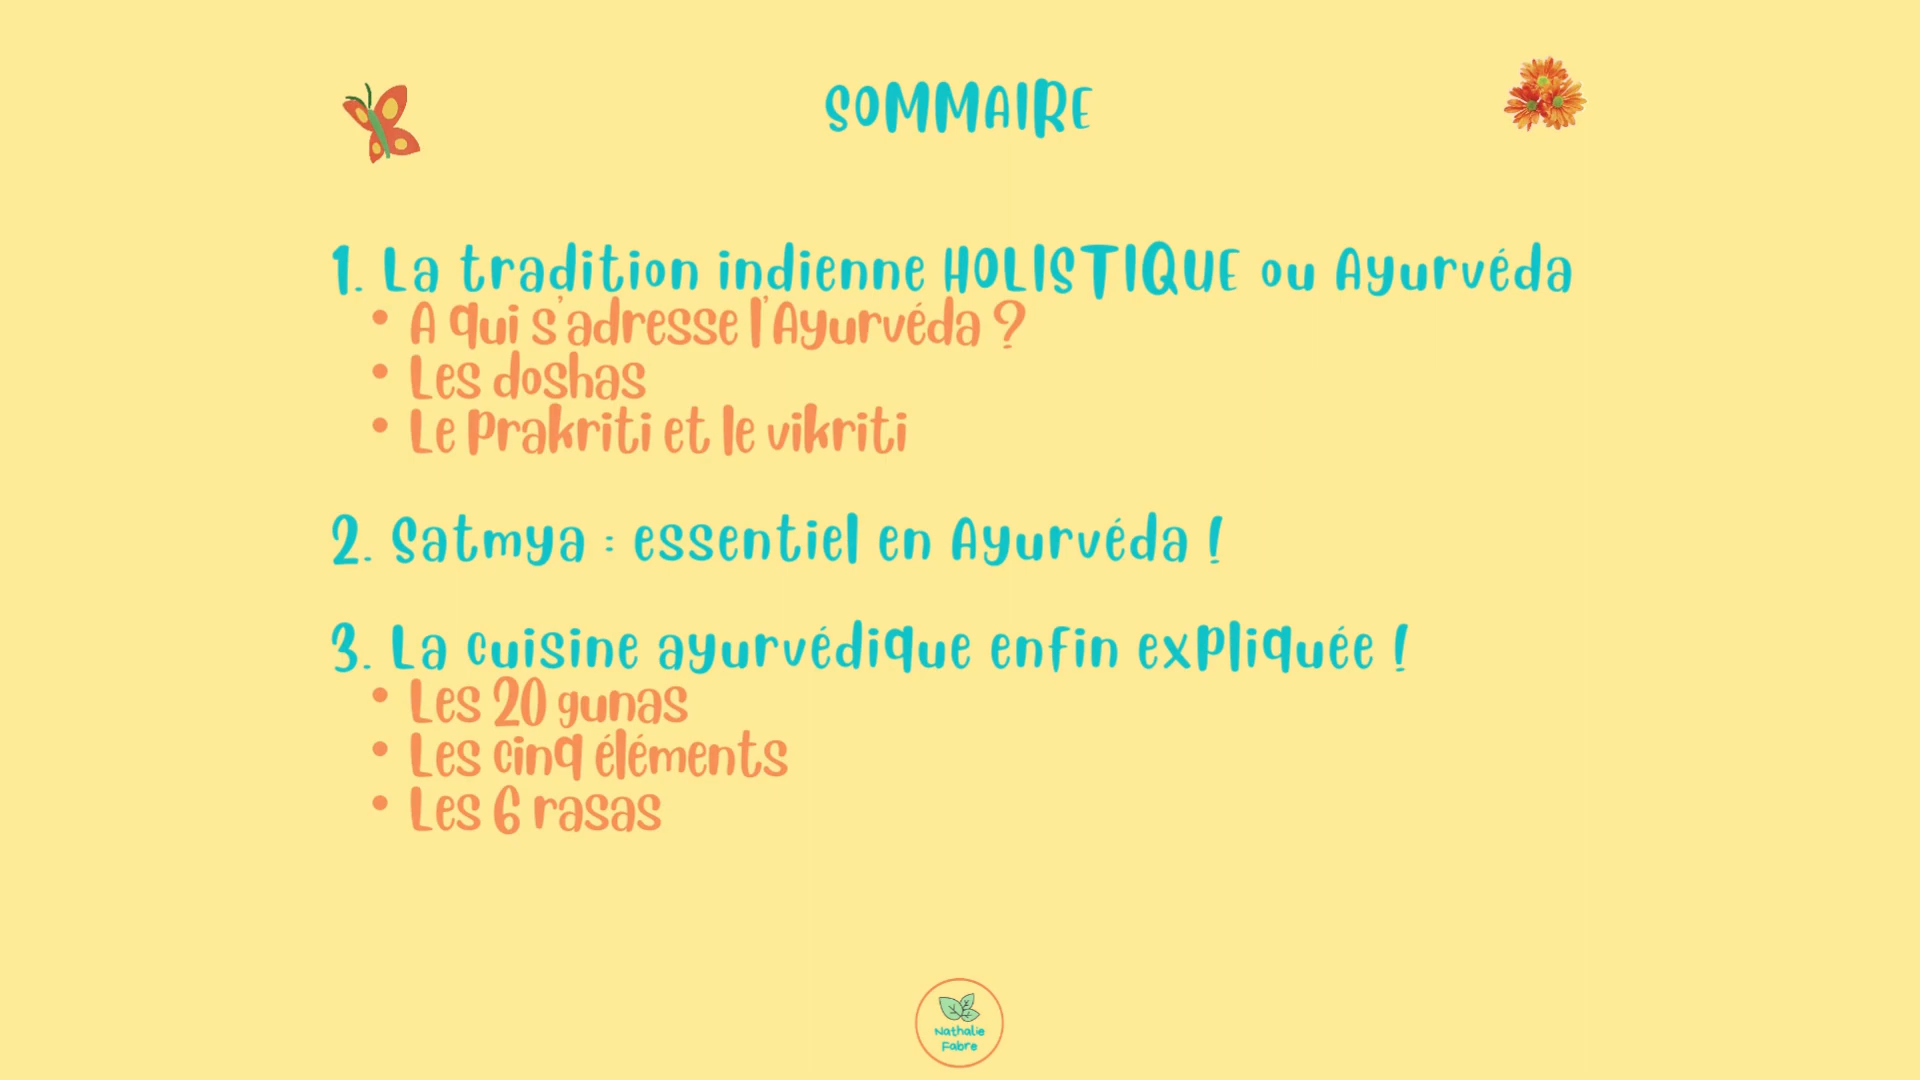 SOMMAIRE
1. La tradition indienne HOLISTIQUE ou Ayurvéda
• A qui s'adresse l'Ayurvéda ?
• Les doshas
• Le Prakriti et le vikriti
2. Satmya : essentiel en Ayurvéda !
3. La cuisine ayurvédique enfin expliquée !
• Les 20 gunas
• Les cinq éléments
• Les 6 rasas
Nathalie
Fabre